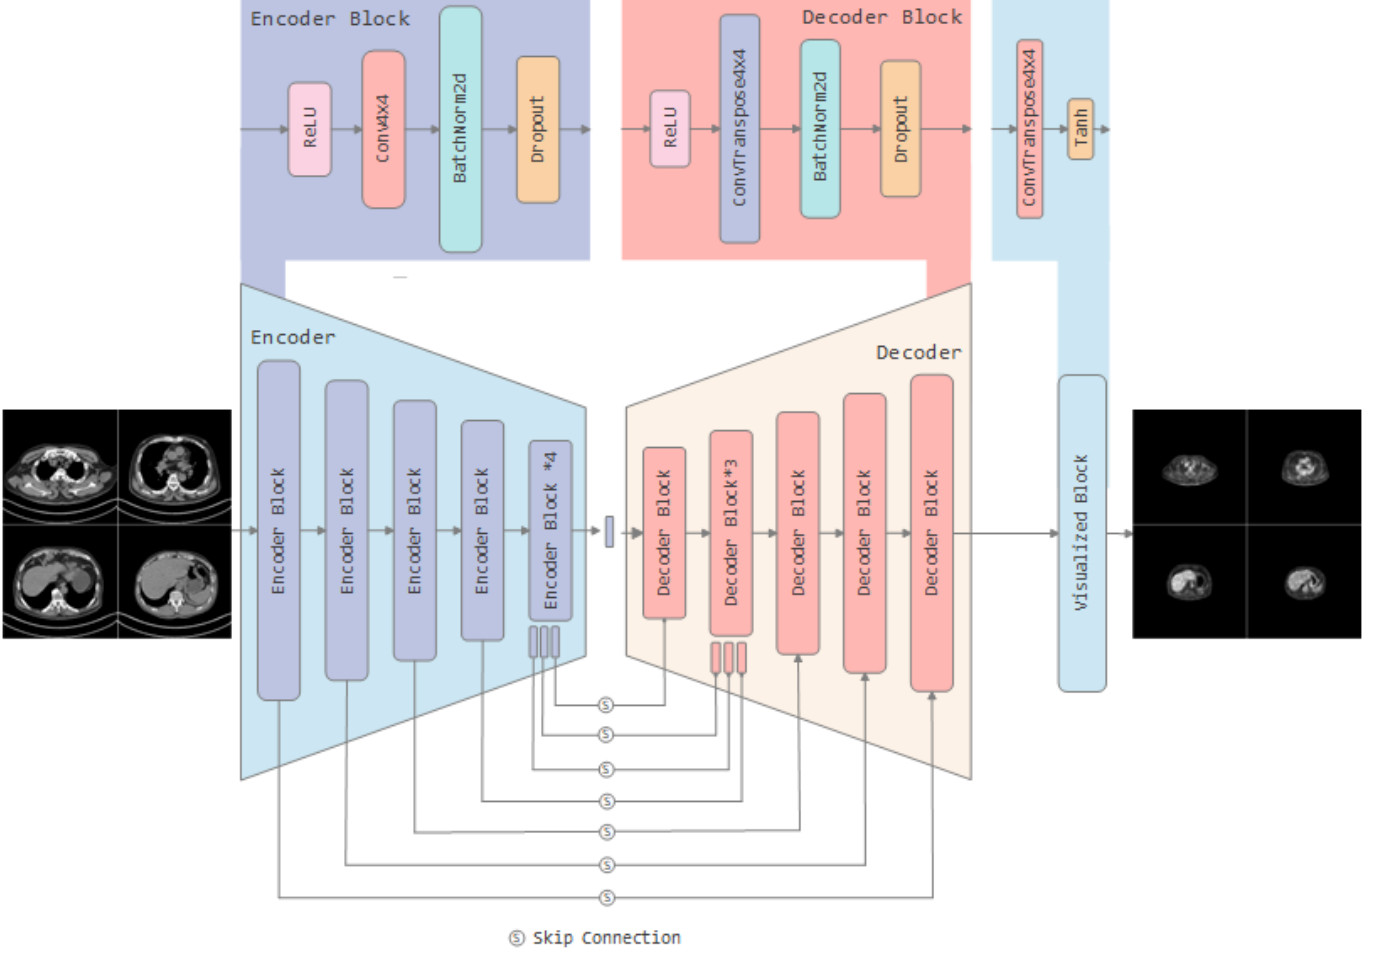 Encoder Block
ReLU
Conv4x4
BatchNorm2d
Dropout
Decoder Block
ReLU
ConvTranspose4x4
BatchNorm2d
Dropout
ConvTranspose4x4
Tanh
Encoder
Encoder Block
Encoder Block
Encoder Block
Encoder Block
Encoder Block *4
Decoder
Decoder Block
Decoder Block*3
Decoder Block
Decoder Block
Decoder Block
Visualized Block
S
S
S
S
S
S
S
S Skip Connection